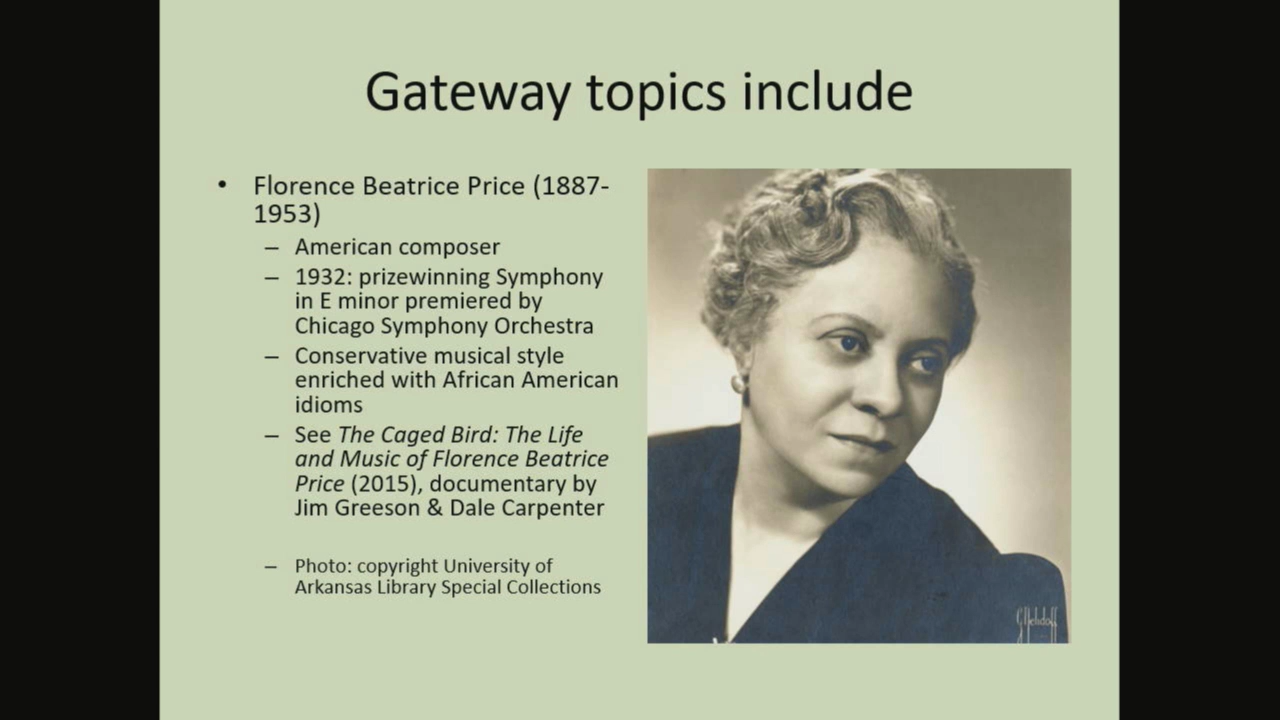 Gateway topics include
• Florence Beatrice Price (1887-
1953)
– American composer
– 1932: prizewinning Symphony
in E minor premiered by
Chicago Symphony Orchestra
– Conservative musical style
enriched with African American
idioms
– See The Caged Bird: The Life
and Music of Florence Beatrice
Price (2015), documentary by
Jim Greeson & Dale Carpenter
– Photo: copyright University of
Arkansas Library Special Collections